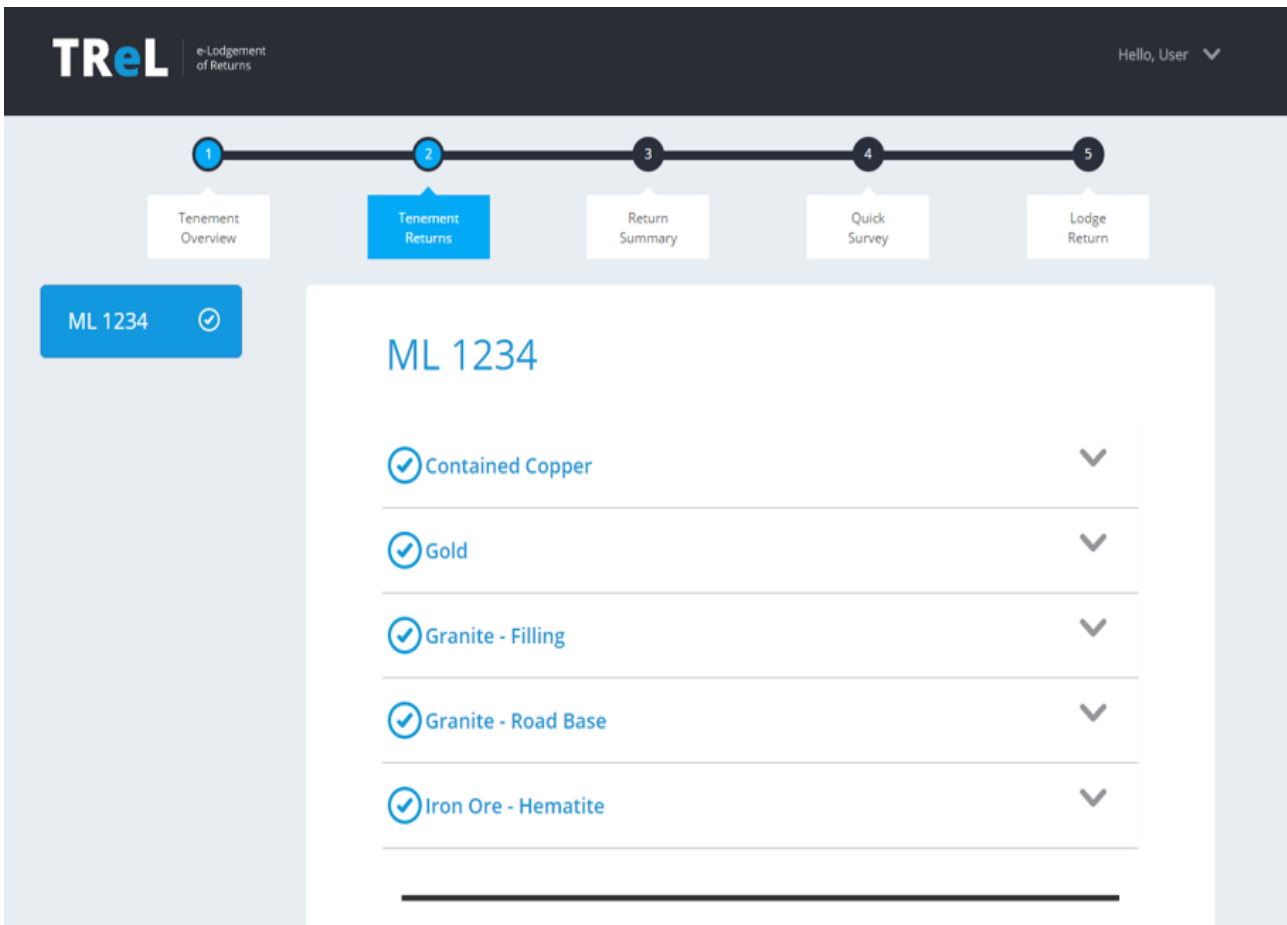 TReL
e-Lodgement
of Returns
Hello, User
1
2
3
4
5
Tenement
Overview
Tenement
Returns
Return
Summary
Quick
Survey
Lodge
Return
ML 1234
ML 1234
Contained Copper
Gold
Granite - Filling
Granite - Road Base
Iron Ore - Hematite